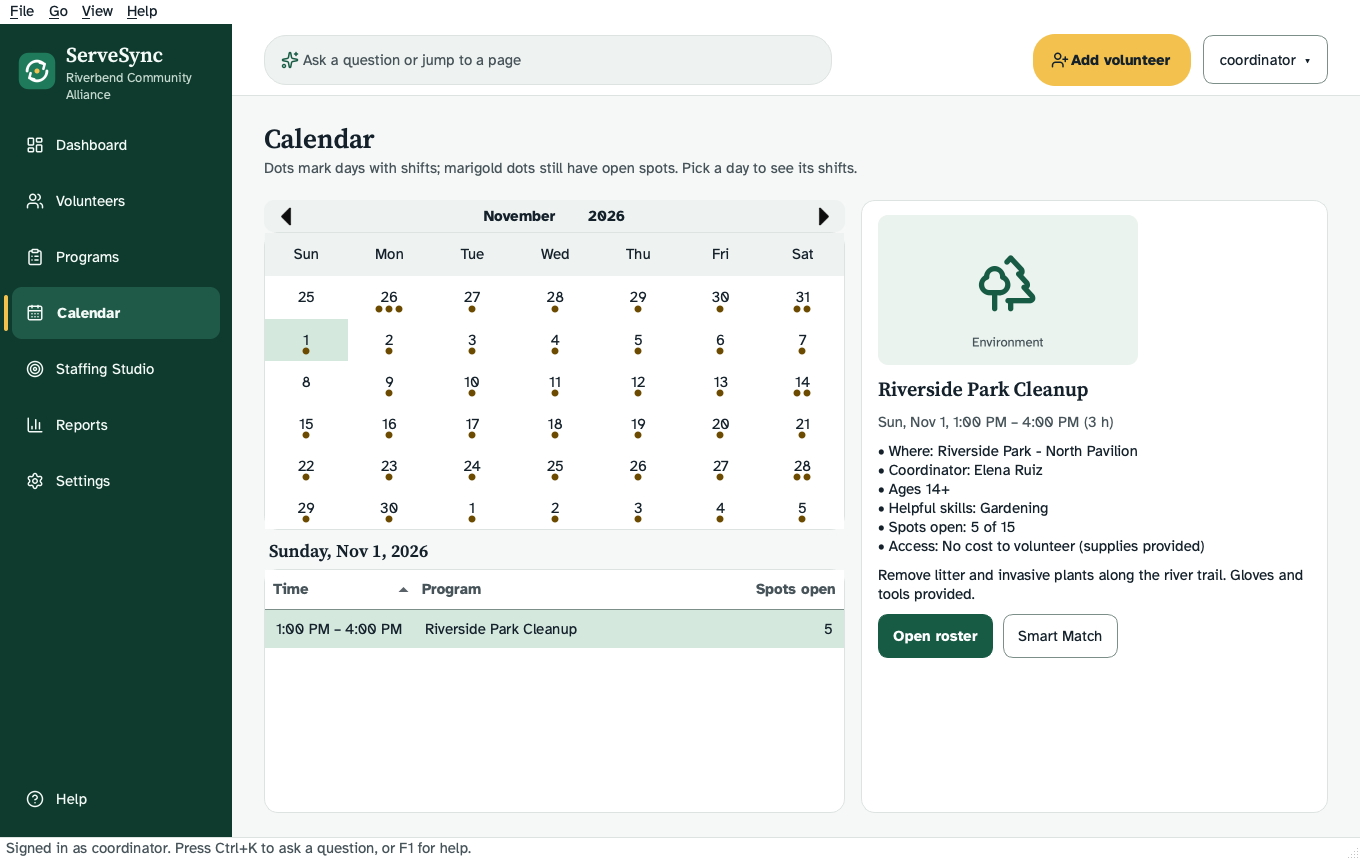 File Go View Help
ServeSync
Riverbend Community
Alliance
Ask a question or jump to a page
Add volunteer
coordinator
Dashboard
Volunteers
Programs
Calendar
Staffing Studio
Reports
Settings
Help
Calendar
Dots mark days with shifts; marigold dots still have open spots. Pick a day to see its shifts.
November 2026
Sun Mon Tue Wed Thu Fri Sat
25 26 27 28 29 30 31
1 2 3 4 5 6 7
8 9 10 11 12 13 14
15 16 17 18 19 20 21
22 23 24 25 26 27 28
29 30 1 2 3 4 5
Sunday, Nov 1, 2026
Time Program Spots open
1:00 PM – 4:00 PM Riverside Park Cleanup 5
Environment
Riverside Park Cleanup
Sun, Nov 1, 1:00 PM – 4:00 PM (3 h)
• Where: Riverside Park - North Pavilion
• Coordinator: Elena Ruiz
• Ages 14+
• Helpful skills: Gardening
• Spots open: 5 of 15
• Access: No cost to volunteer (supplies provided)
Remove litter and invasive plants along the river trail. Gloves and
tools provided.
Open roster
Smart Match
Signed in as coordinator. Press Ctrl+K to ask a question, or F1 for help.